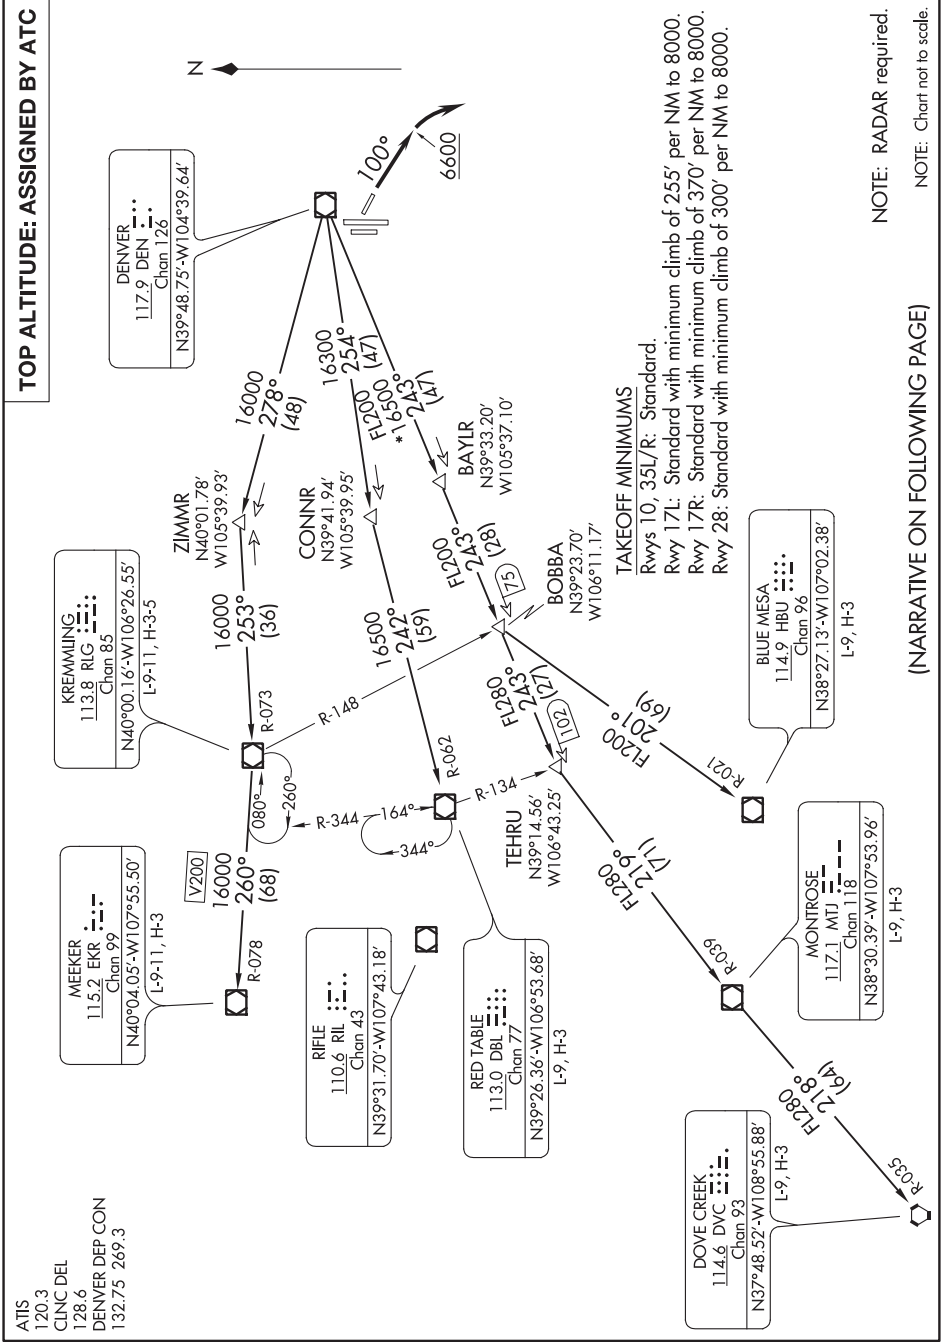 TOP ALTITUDE: ASSIGNED BY ATC
ATIS
120.3
CLNC DEL
128.6
DENVER DEP CON
132.75 269.3
MEEKER
115.2 EKR
Chan 99
N40°04.05'-W107°55.50'
L-9-11, H-3
KREMMLING
113.8 RLG
Chan 85
N40°00.16'-W106°26.55'
L-9-11, H-3-5
DENVER
117.9 DEN
Chan 126
N39°48.75'-W104°39.64'
N
ZIMMR
N40°01.78'
W105°39.93'
16000
278°
(48)
16000
253°
(36)
R-073
V200
16000
260°
(68)
R-078
080°
260°
R-148
16300
254°
(47)
CONNR
N39°41.94'
W105°39.95'
16500
242°
(59)
R-062
R-344
164°
344°
R-134
FL200
*16500
243°
(47)
BAYLR
N39°33.20'
W105°37.10'
FL200
243°
(28)
75
BOBBA
N39°23.70'
W106°11.17'
FL280
243°
(27)
102
TEHRU
N39°14.56'
W106°43.25'
FL200
201°
(69)
R-021
FL280
219°
(71)
R-039
FL280
218°
(64)
R-035
100°
6600
RIFLE
110.6 RIL
Chan 43
N39°31.70'-W107°43.18'
RED TABLE
113.0 DBL
Chan 77
N39°26.36'-W106°53.68'
L-9, H-3
BLUE MESA
114.9 HBU
Chan 96
N38°27.13'-W107°02.38'
L-9, H-3
MONTROSE
117.1 MTJ
Chan 118
N38°30.39'-W107°53.96'
L-9, H-3
DOVE CREEK
114.6 DVC
Chan 93
N37°48.52'-W108°55.88'
L-9, H-3
TAKEOFF MINIMUMS
Rwys 10, 35L/R: Standard.
Rwy 17L: Standard with minimum climb of 255' per NM to 8000.
Rwy 17R: Standard with minimum climb of 370' per NM to 8000.
Rwy 28: Standard with minimum climb of 300' per NM to 8000.
NOTE: RADAR required.
NOTE: Chart not to scale.
(NARRATIVE ON FOLLOWING PAGE)